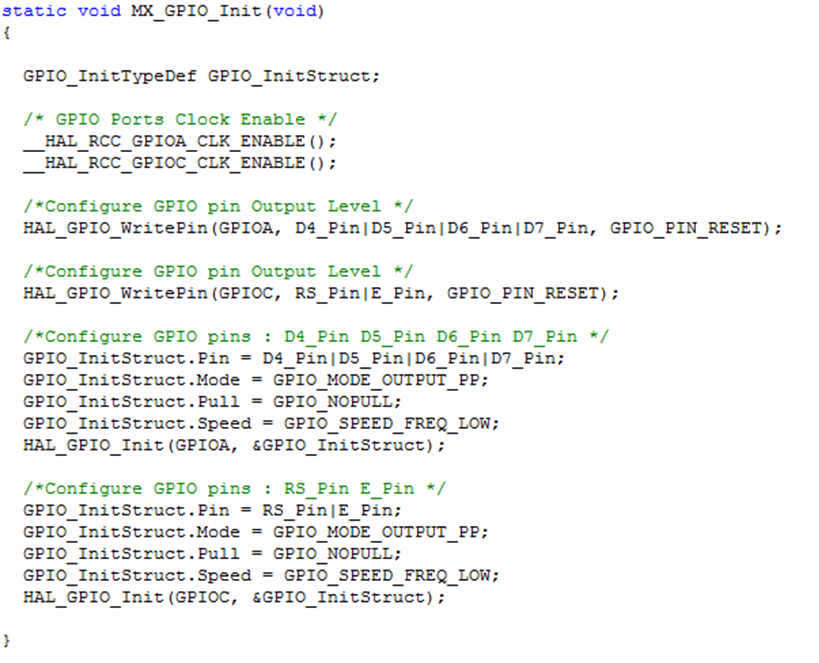 static void MX_GPIO_Init(void)
{
GPIO_InitTypeDef GPIO_InitStruct;
/* GPIO Ports Clock Enable */
__HAL_RCC_GPIOA_CLK_ENABLE();
__HAL_RCC_GPIOC_CLK_ENABLE();
/*Configure GPIO pin Output Level */
HAL_GPIO_WritePin(GPIOA, D4_Pin|D5_Pin|D6_Pin|D7_Pin, GPIO_PIN_RESET);
/*Configure GPIO pin Output Level */
HAL_GPIO_WritePin(GPIOC, RS_Pin|E_Pin, GPIO_PIN_RESET);
/*Configure GPIO pins : D4_Pin D5_Pin D6_Pin D7_Pin */
GPIO_InitStruct.Pin = D4_Pin|D5_Pin|D6_Pin|D7_Pin;
GPIO_InitStruct.Mode = GPIO_MODE_OUTPUT_PP;
GPIO_InitStruct.Pull = GPIO_NOPULL;
GPIO_InitStruct.Speed = GPIO_SPEED_FREQ_LOW;
HAL_GPIO_Init(GPIOA, &GPIO_InitStruct);
/*Configure GPIO pins : RS_Pin E_Pin */
GPIO_InitStruct.Pin = RS_Pin|E_Pin;
GPIO_InitStruct.Mode = GPIO_MODE_OUTPUT_PP;
GPIO_InitStruct.Pull = GPIO_NOPULL;
GPIO_InitStruct.Speed = GPIO_SPEED_FREQ_LOW;
HAL_GPIO_Init(GPIOC, &GPIO_InitStruct);
}